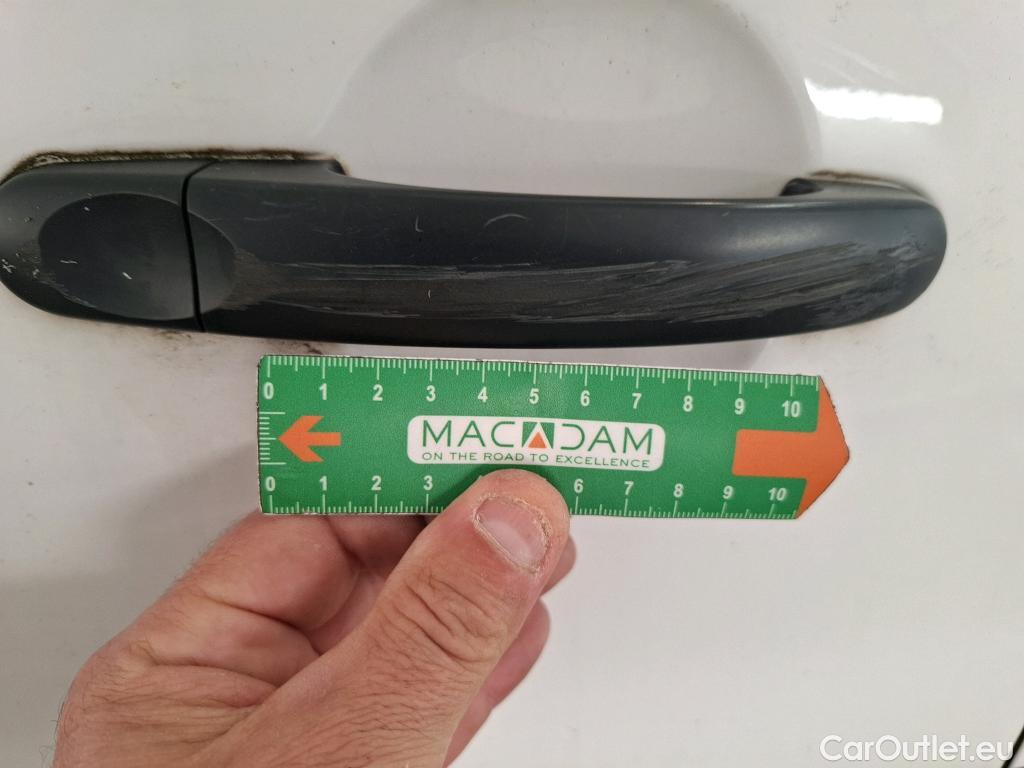 0 1 2 3 4 5 6 7 8 9 10
MACADAM
ON THE ROAD TO EXCELLENCE
0 1 2 3 6 7 8 9 10
CarOutlet.eu